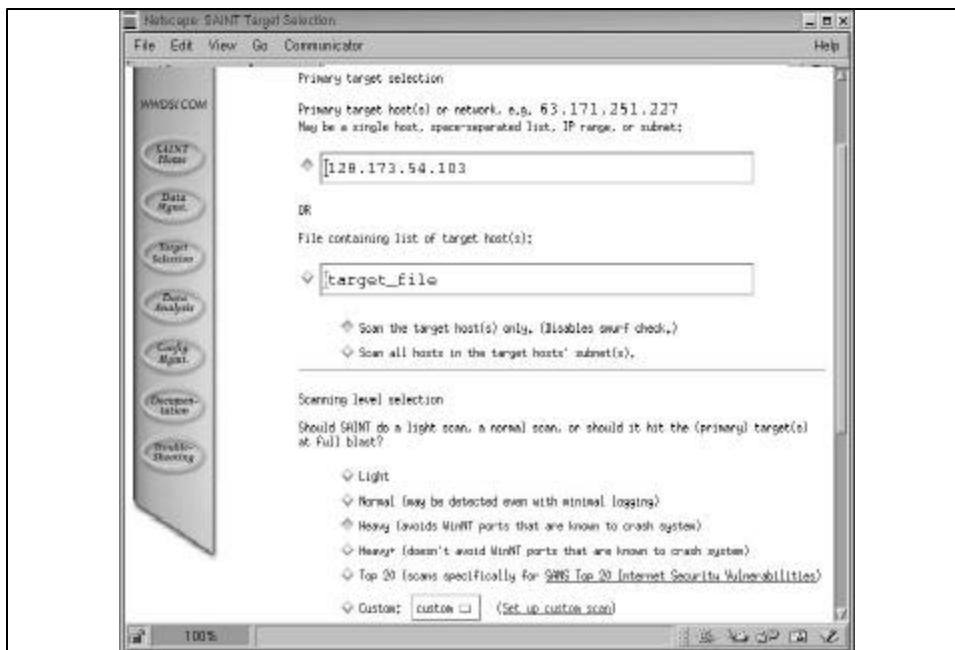 Netscape: SAINT Target Selection
File Edit View Go Communicator Help
WWDSI.COM
SAINT Home
Data Mgmt.
Target Selection
Data Analysis
Config Mgmt.
Documen-tation
Trouble-Shooting
Primary target selection
Primary target host(s) or network, e.g. 63.171.251.227
May be a single host, space-separated list, IP range, or subnet:
128.173.54.103
OR
File containing list of target host(s):
target_file
Scan the target host(s) only. (Disables smurf check.)
Scan all hosts in the target hosts' subnet(s).
Scanning level selection
Should SAINT do a light scan, a normal scan, or should it hit the (primary) target(s)
at full blast?
Light
Normal (may be detected even with minimal logging)
Heavy (avoids WinNT ports that are known to crash system)
Heavy+ (doesn't avoid WinNT ports that are known to crash system)
Top 20 (scans specifically for SANS Top 20 Internet Security Vulnerabilities)
Custom: custom (Set up custom scan)
100%